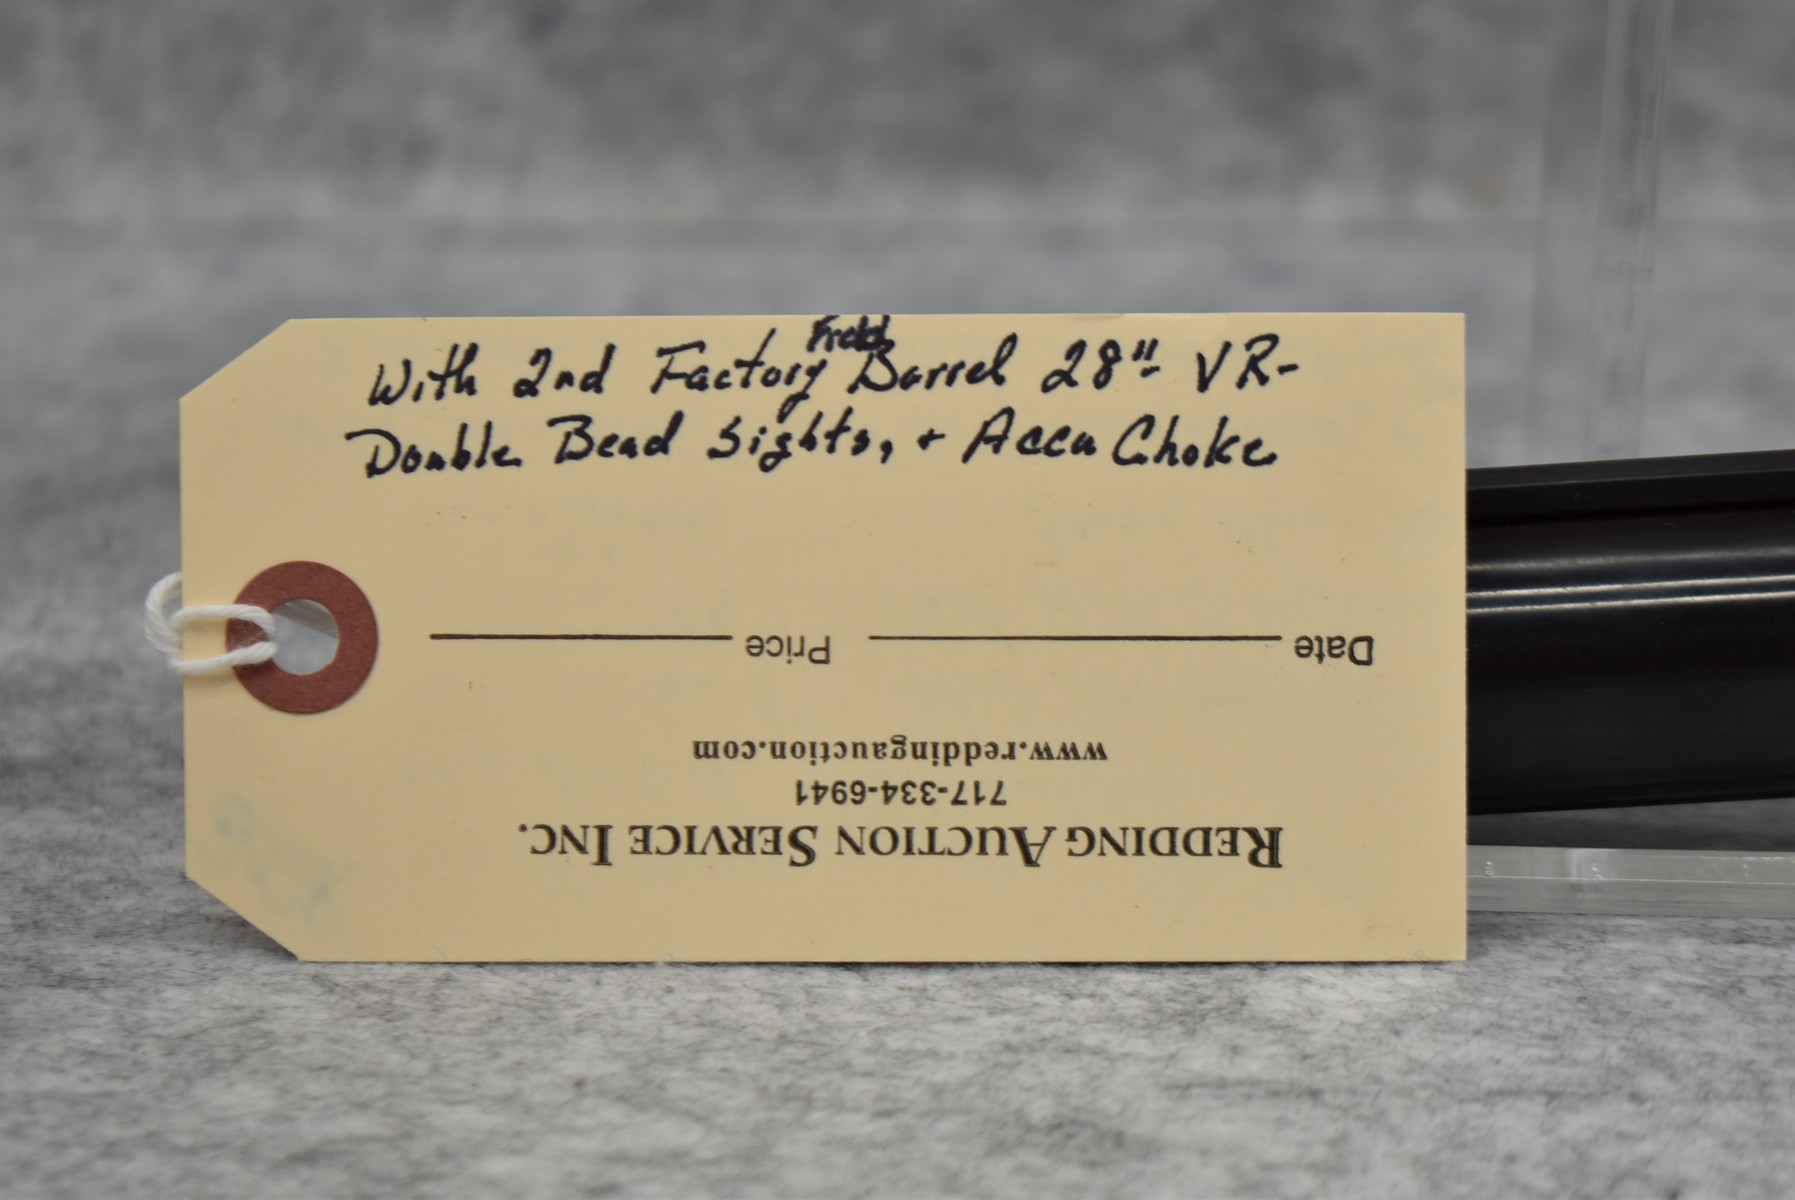 With 2nd Factory Field Barrel 28"- VR-
Double Bead Sights, + Accu Choke
Date Price
www.reddingauction.com
717-334-6941
REDDING AUCTION SERVICE INC.